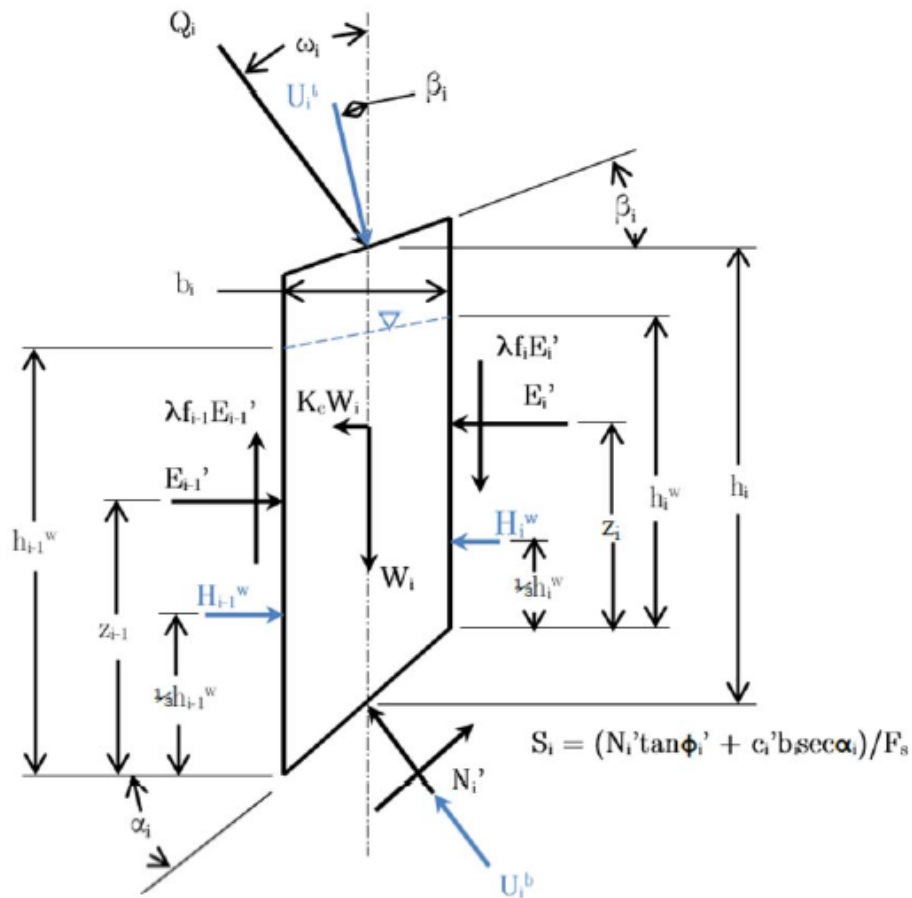 Qᵢ
ωᵢ
Uᵢᵗ
βᵢ
βᵢ
bᵢ
λfᵢEᵢ'
λfᵢ₋₁Eᵢ₋₁'
K꜀Wᵢ
Eᵢ'
Eᵢ₋₁'
hᵢ
hᵢʷ
zᵢ
hᵢ₋₁ʷ
Hᵢʷ
Wᵢ
⅓hᵢʷ
Hᵢ₋₁ʷ
zᵢ₋₁
⅓hᵢ₋₁ʷ
Sᵢ = (Nᵢ'tanϕᵢ' + cᵢ'bᵢsecαᵢ)/Fₛ
Nᵢ'
αᵢ
Uᵢᵇ